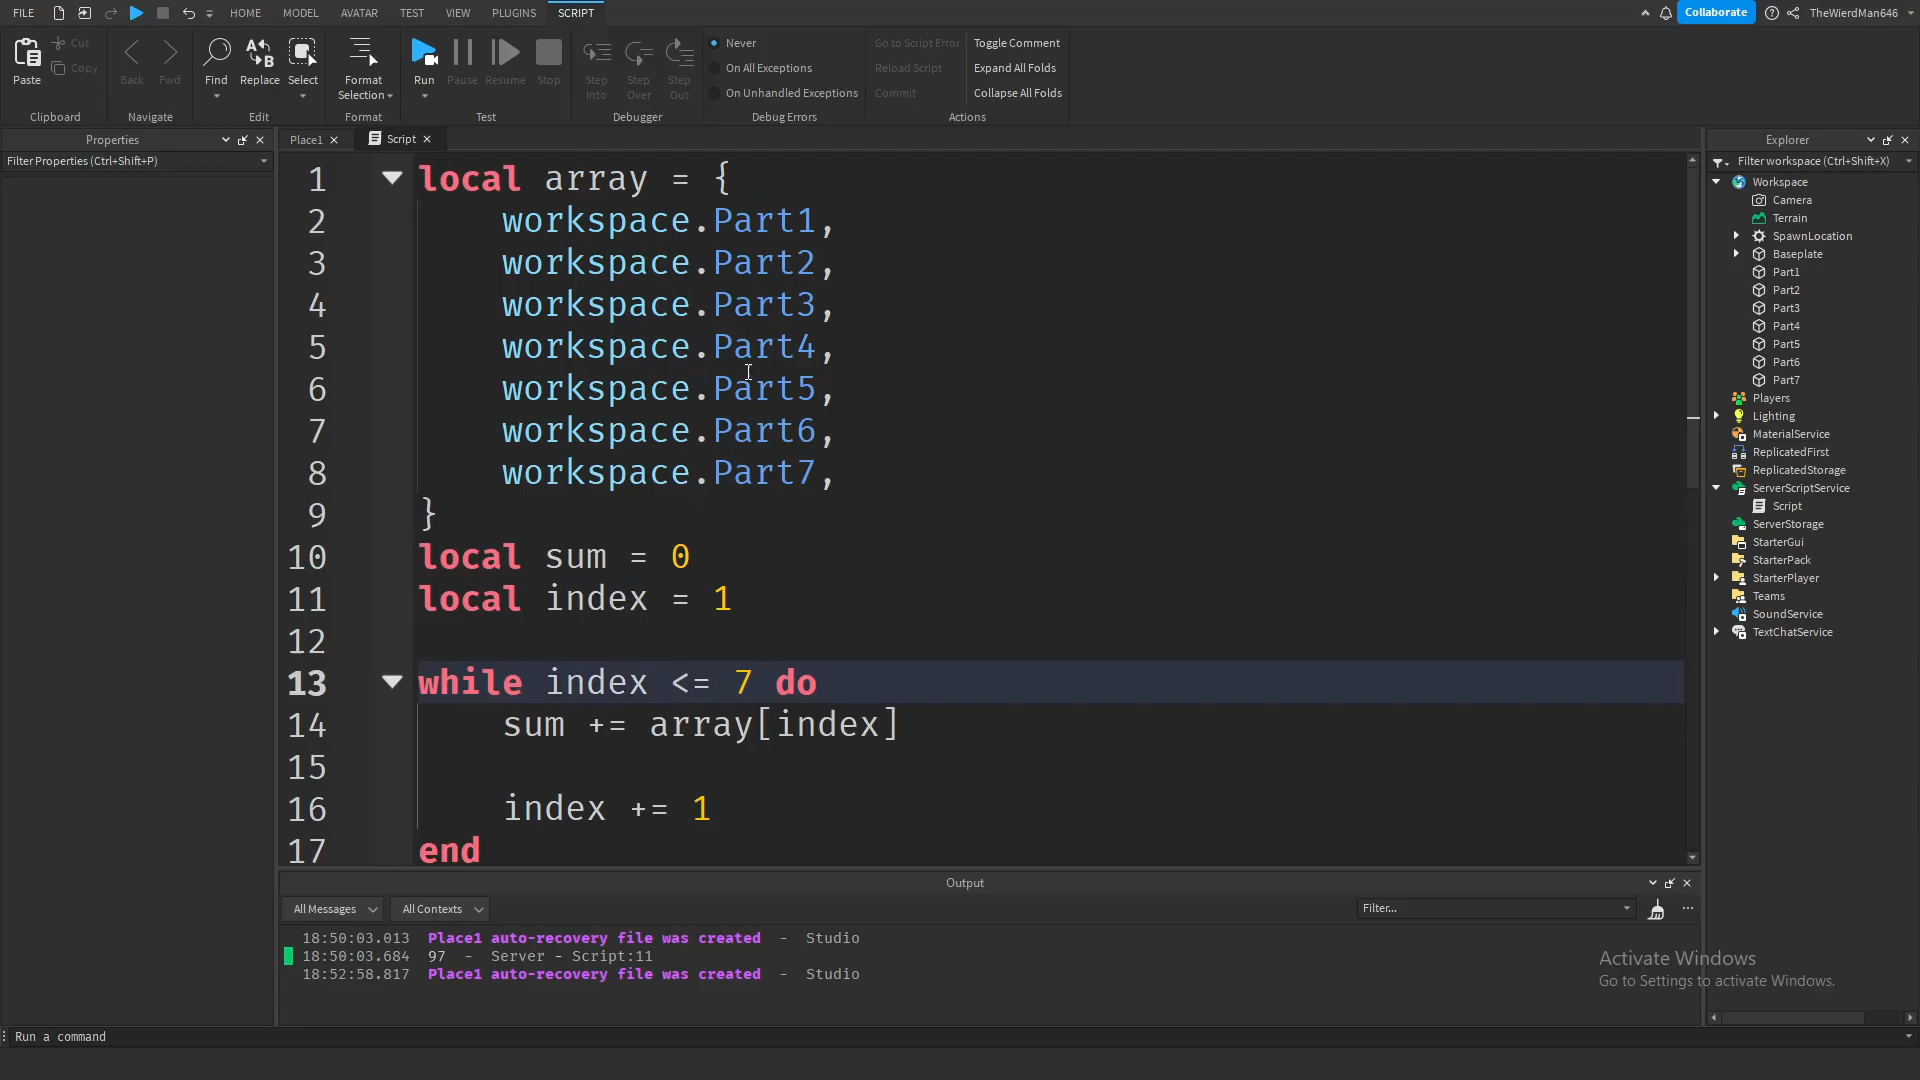 FILE HOME MODEL AVATAR TEST VIEW PLUGINS SCRIPT Collaborate TheWierdMan646
Paste Cut Copy Back Fwd Find Replace Select Format Selection Run Pause Resume Stop Step Into Step Over Step Out
Never
On All Exceptions
On Unhandled Exceptions
Go to Script Error
Reload Script
Commit
Toggle Comment
Expand All Folds
Collapse All Folds
Clipboard Navigate Edit Format Test Debugger Debug Errors Actions
Properties
Filter Properties (Ctrl+Shift+P)
Place1 Script
1 local array = {
2 workspace.Part1,
3 workspace.Part2,
4 workspace.Part3,
5 workspace.Part4,
6 workspace.Part5,
7 workspace.Part6,
8 workspace.Part7,
9 }
10 local sum = 0
11 local index = 1
12
13 while index <= 7 do
14 sum += array[index]
15
16 index += 1
17 end
Explorer
Filter workspace (Ctrl+Shift+X)
Workspace
Camera
Terrain
SpawnLocation
Baseplate
Part1
Part2
Part3
Part4
Part5
Part6
Part7
Players
Lighting
MaterialService
ReplicatedFirst
ReplicatedStorage
ServerScriptService
Script
ServerStorage
StarterGui
StarterPack
StarterPlayer
Teams
SoundService
TextChatService
Output
All Messages All Contexts Filter...
18:50:03.013 Place1 auto-recovery file was created - Studio
18:50:03.684 97 - Server - Script:11
18:52:58.817 Place1 auto-recovery file was created - Studio
Activate Windows
Go to Settings to activate Windows.
Run a command